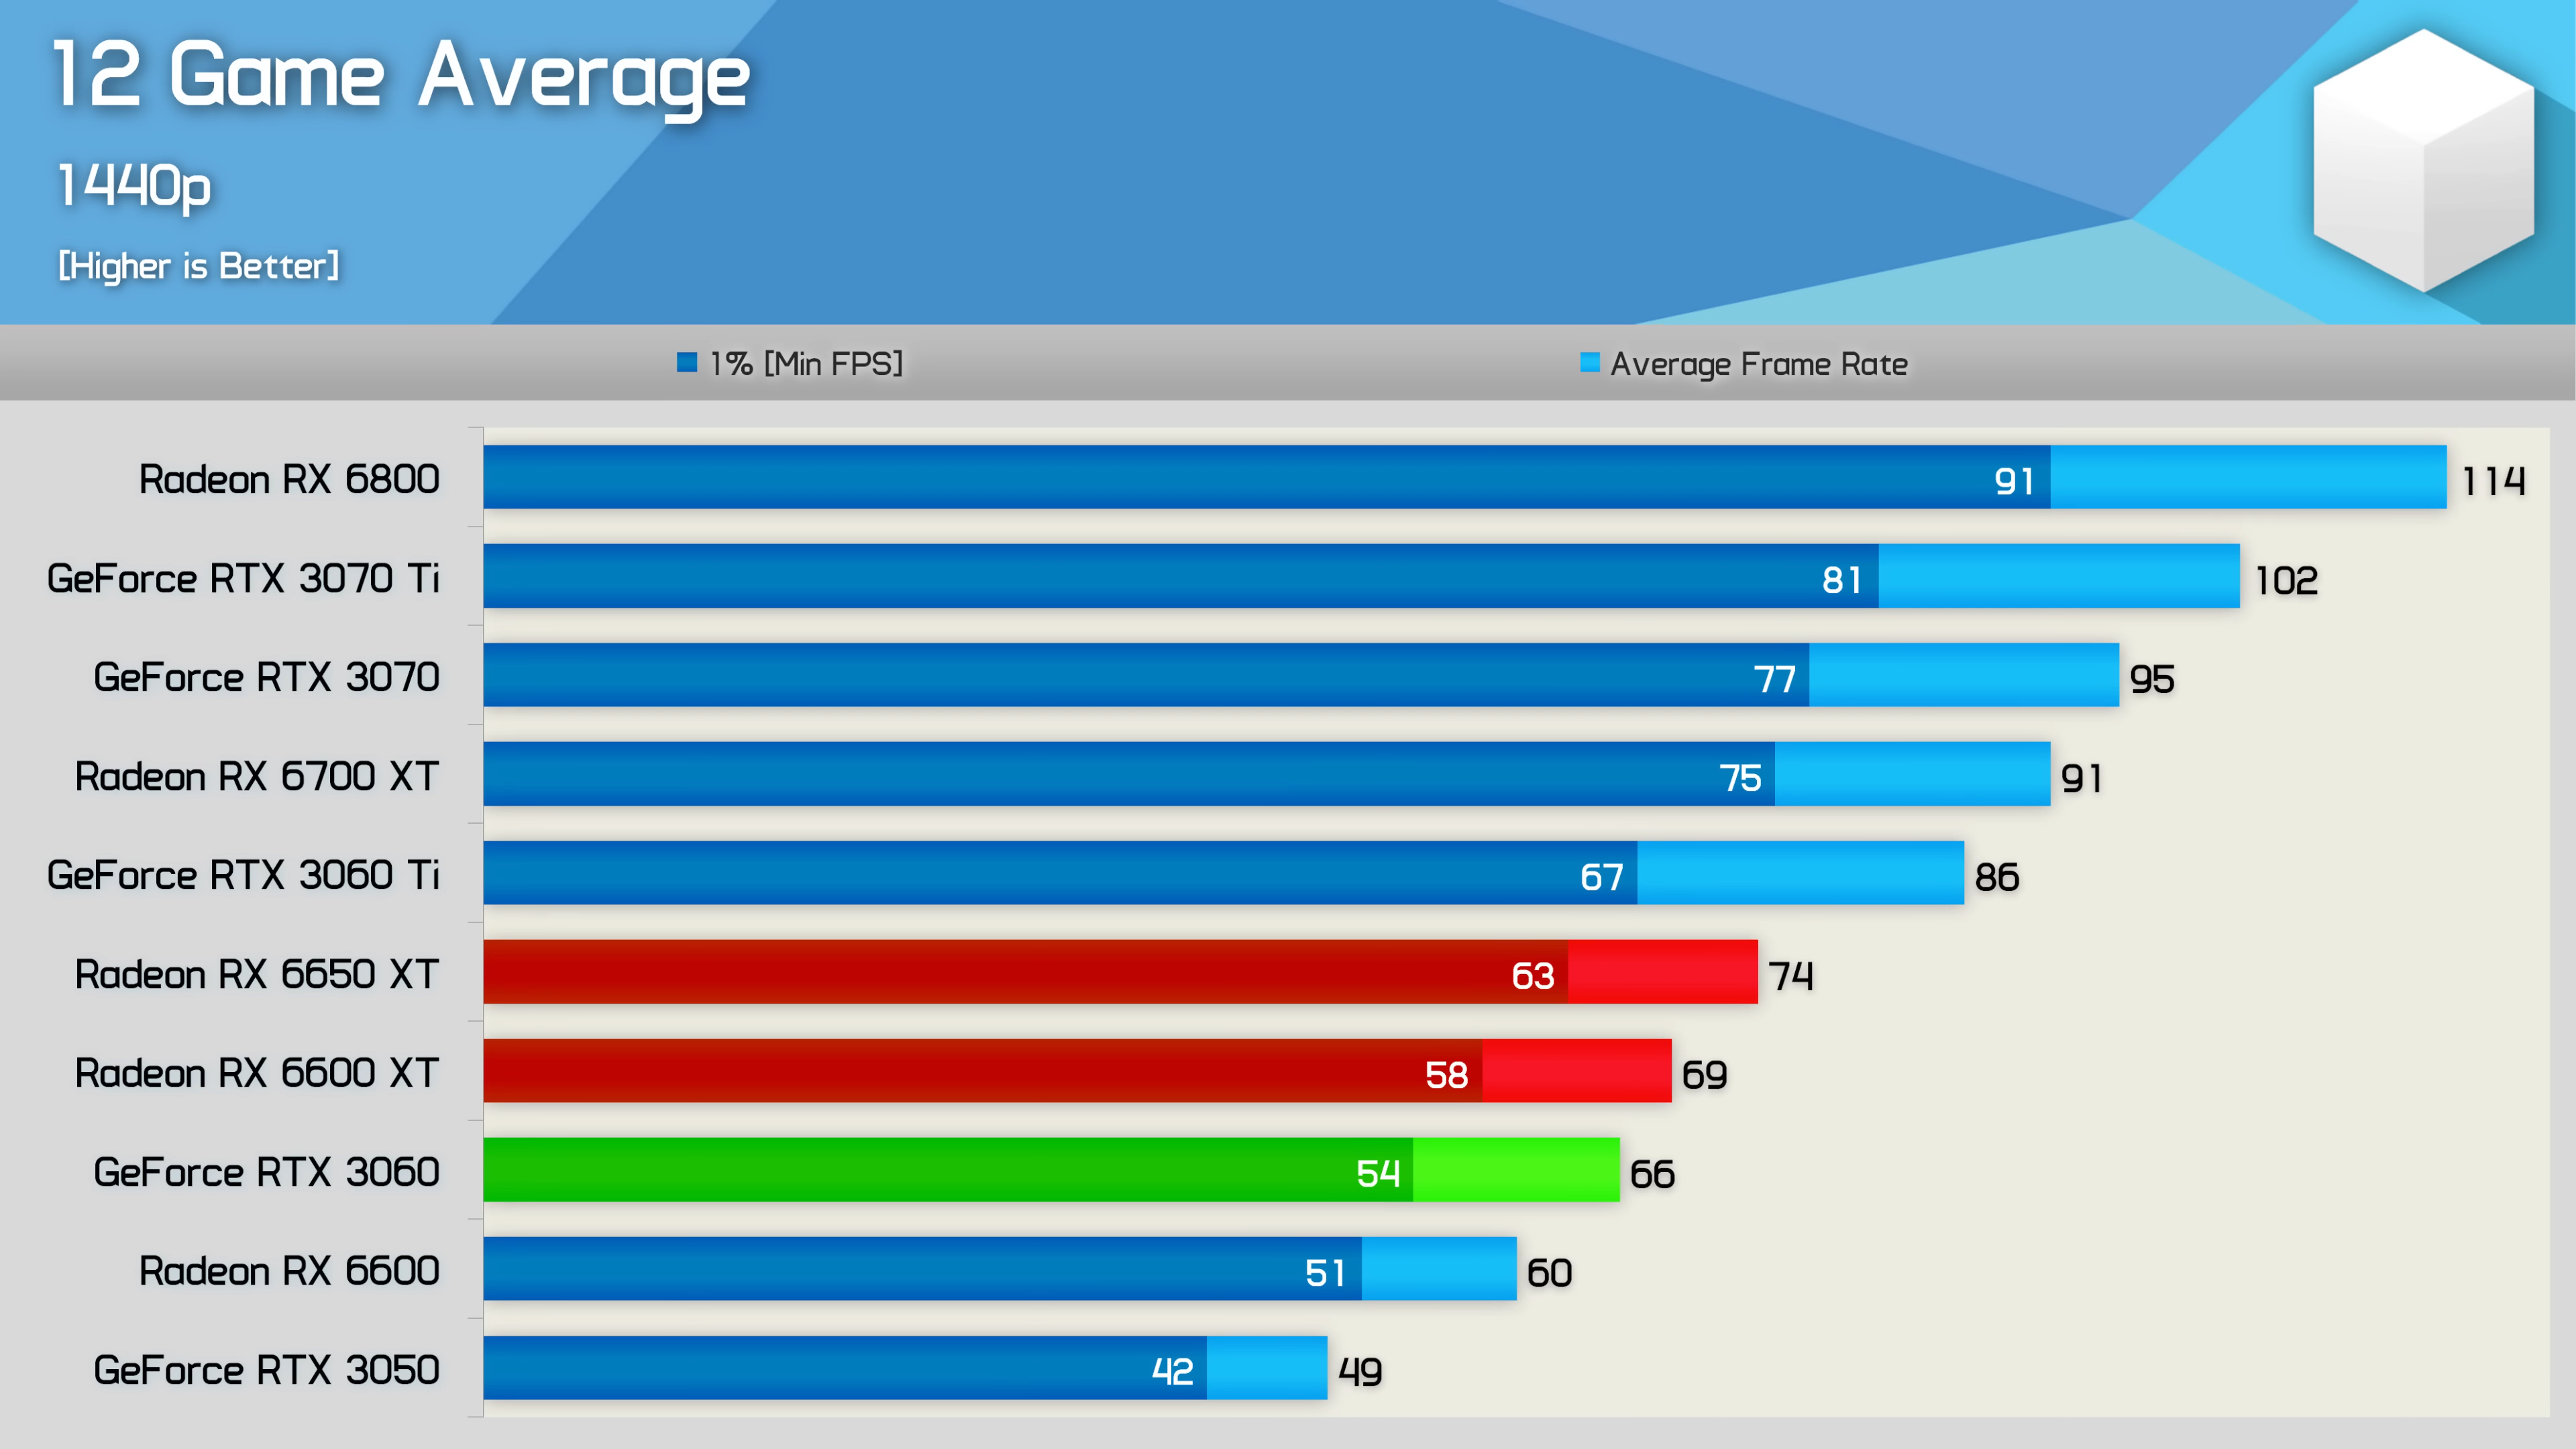 12 Game Average
1440p
[Higher is Better]
1% [Min FPS] Average Frame Rate
Radeon RX 6800 91 114
GeForce RTX 3070 Ti 81 102
GeForce RTX 3070 77 95
Radeon RX 6700 XT 75 91
GeForce RTX 3060 Ti 67 86
Radeon RX 6650 XT 63 74
Radeon RX 6600 XT 58 69
GeForce RTX 3060 54 66
Radeon RX 6600 51 60
GeForce RTX 3050 42 49